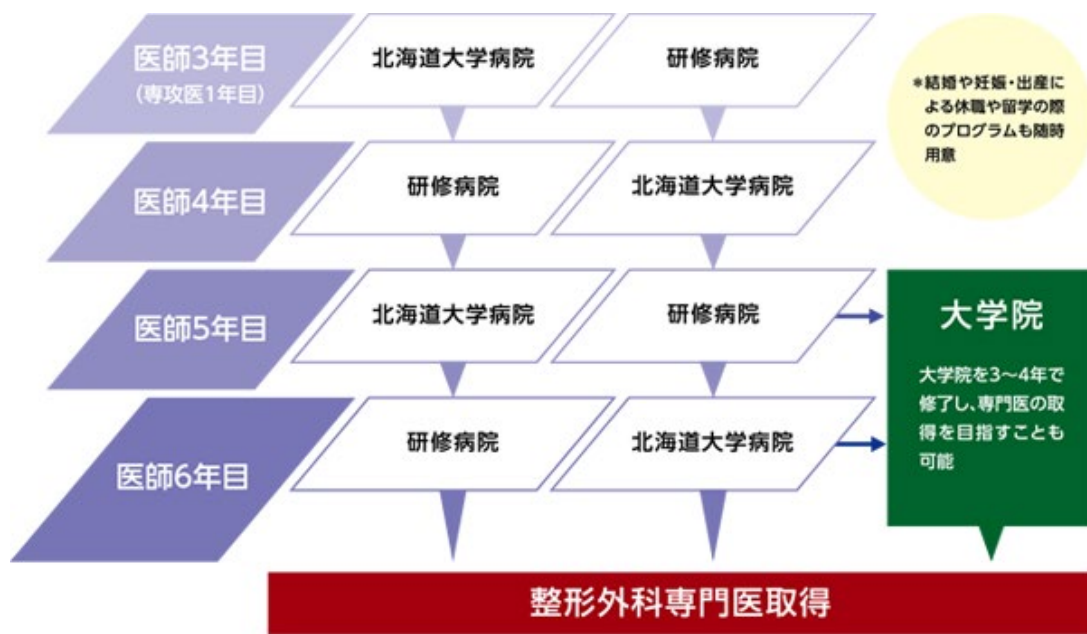 医師3年目
(専攻医1年目)
北海道大学病院
研修病院
*結婚や妊娠・出産に
よる休職や留学の際
のプログラムも随時
用意
医師4年目
研修病院
北海道大学病院
医師5年目
北海道大学病院
研修病院
大学院
大学院を3〜4年で
修了し、専門医の取
得を目指すことも
可能
医師6年目
研修病院
北海道大学病院
整形外科専門医取得